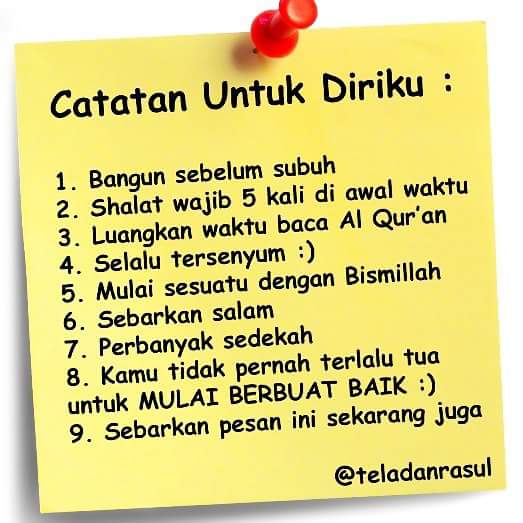 Catatan Untuk Diriku :
1. Bangun sebelum subuh
2. Shalat wajib 5 kali di awal waktu
3. Luangkan waktu baca Al Qur'an
4. Selalu tersenyum :)
5. Mulai sesuatu dengan Bismillah
6. Sebarkan salam
7. Perbanyak sedekah
8. Kamu tidak pernah terlalu tua
untuk MULAI BERBUAT BAIK :)
9. Sebarkan pesan ini sekarang juga
@teladanrasul